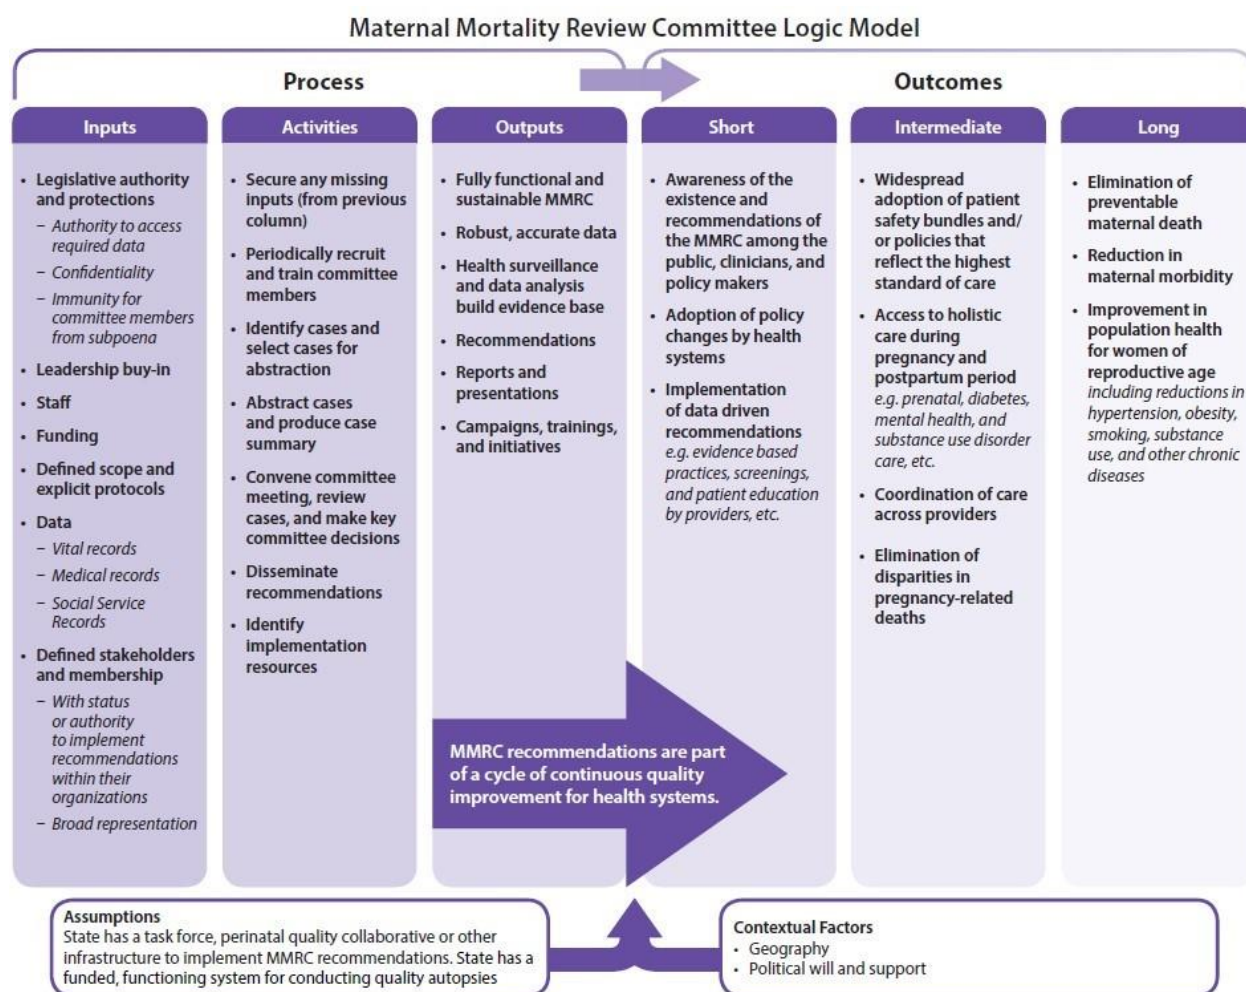 Maternal Mortality Review Committee Logic Model
Process
Outcomes
Inputs
• Legislative authority
and protections
– Authority to access
required data
– Confidentiality
– Immunity for
committee members
from subpoena
• Leadership buy-in
• Staff
• Funding
• Defined scope and
explicit protocols
• Data
– Vital records
– Medical records
– Social Service
Records
• Defined stakeholders
and membership
– With status
or authority
to implement
recommendations
within their
organizations
– Broad representation
Activities
• Secure any missing
inputs (from previous
column)
• Periodically recruit
and train committee
members
• Identify cases and
select cases for
abstraction
• Abstract cases
and produce case
summary
• Convene committee
meeting, review
cases, and make key
committee decisions
• Disseminate
recommendations
• Identify
implementation
resources
Outputs
• Fully functional and
sustainable MMRC
• Robust, accurate data
• Health surveillance
and data analysis
build evidence base
• Recommendations
• Reports and
presentations
• Campaigns, trainings,
and initiatives
Short
• Awareness of the
existence and
recommendations of
the MMRC among the
public, clinicians, and
policy makers
• Adoption of policy
changes by health
systems
• Implementation
of data driven
recommendations
e.g. evidence based
practices, screenings,
and patient education
by providers, etc.
Intermediate
• Widespread
adoption of patient
safety bundles and/
or policies that
reflect the highest
standard of care
• Access to holistic
care during
pregnancy and
postpartum period
e.g. prenatal, diabetes,
mental health, and
substance use disorder
care, etc.
• Coordination of care
across providers
• Elimination of
disparities in
pregnancy-related
deaths
Long
• Elimination of
preventable
maternal death
• Reduction in
maternal morbidity
• Improvement in
population health
for women of
reproductive age
including reductions in
hypertension, obesity,
smoking, substance
use, and other chronic
diseases
MMRC recommendations are part
of a cycle of continuous quality
improvement for health systems.
Assumptions
State has a task force, perinatal quality collaborative or other
infrastructure to implement MMRC recommendations. State has a
funded, functioning system for conducting quality autopsies
Contextual Factors
• Geography
• Political will and support